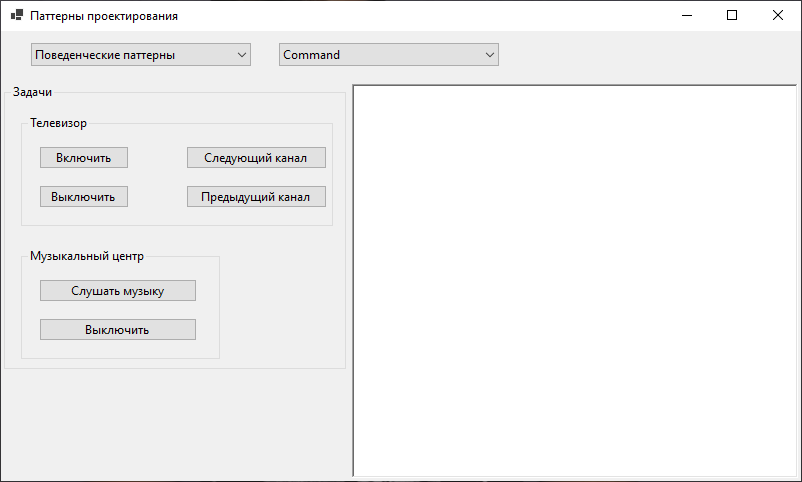 Паттерны проектирования
Поведенческие паттерны Command
Задачи
Телевизор
Включить Следующий канал
Выключить Предыдущий канал
Музыкальный центр
Слушать музыку
Выключить